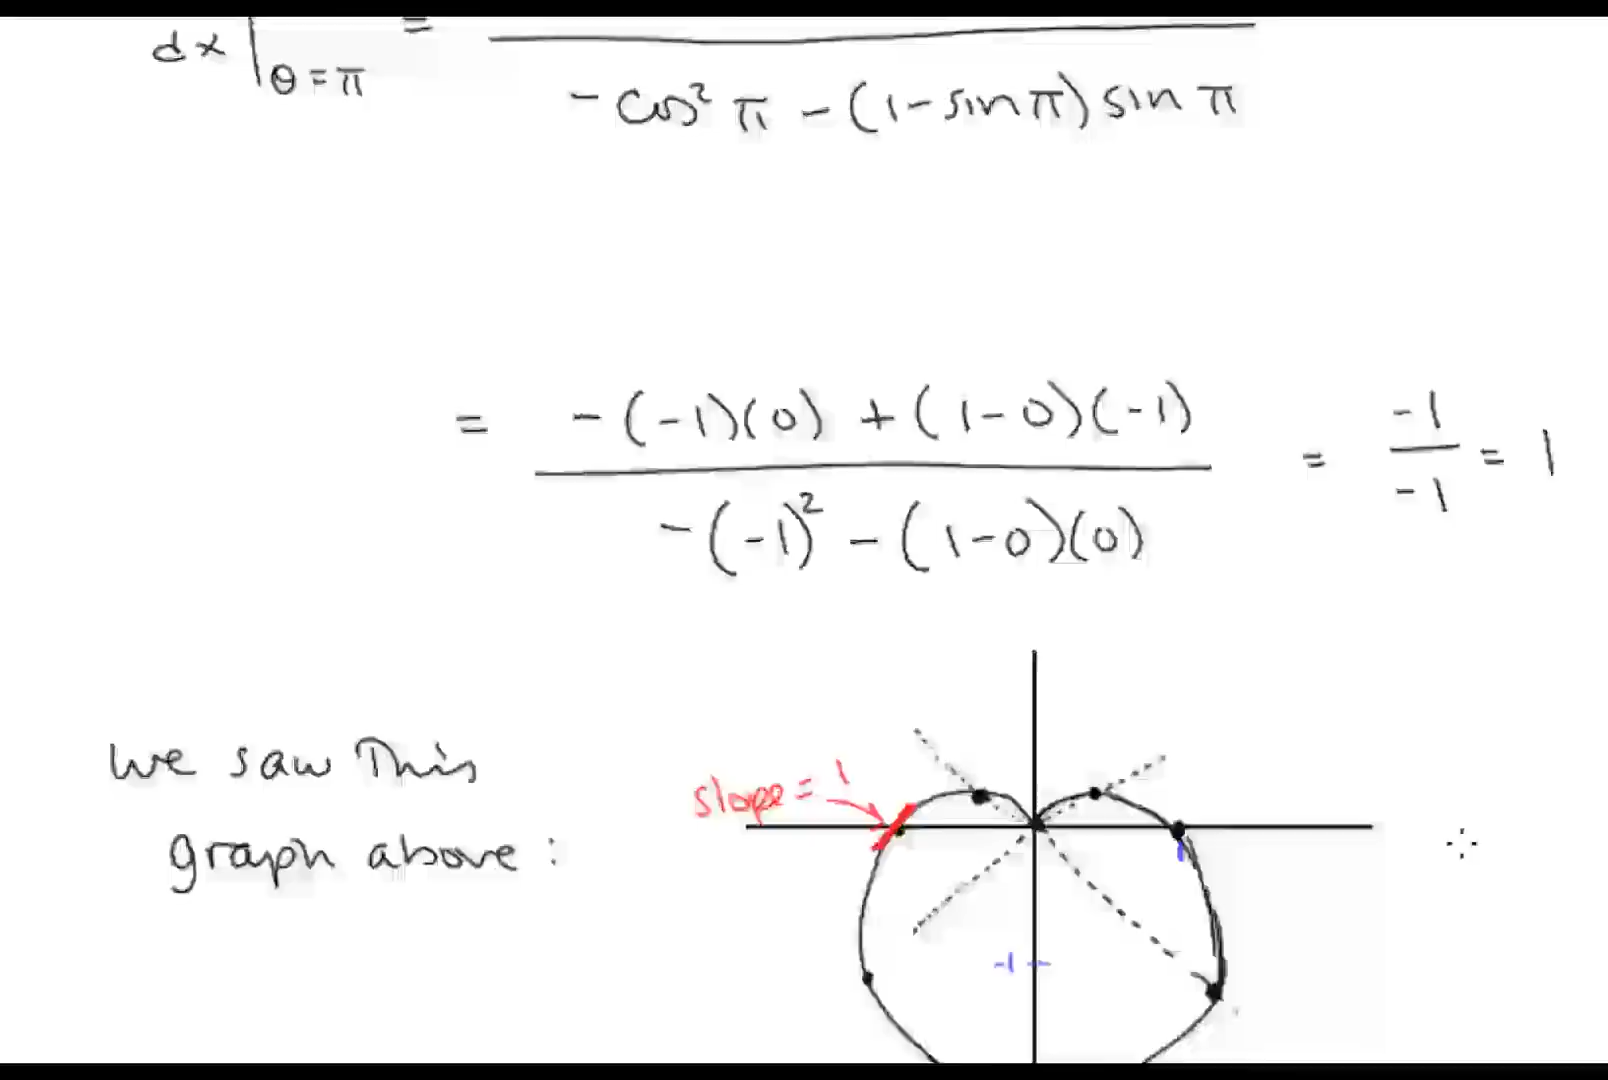 dx |θ=π =
-cos² π - (1-sin π) sin π
= -(-1)(0) + (1-0)(-1) = -1 = 1
-(-1)² - (1-0)(0) -1
we saw This
slope = 1
graph above:
1
-1